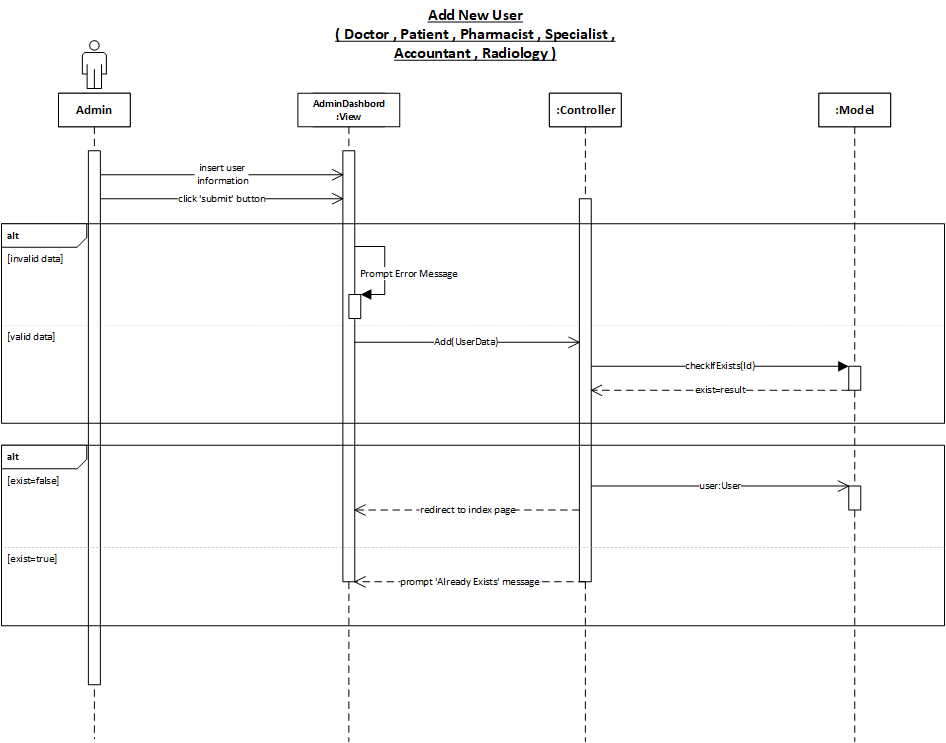 Add New User
( Doctor , Patient , Pharmacist , Specialist ,
Accountant , Radiology )
Admin
AdminDashbord
:View
:Controller
:Model
insert user
information
click 'submit' button
alt
[invalid data]
Prompt Error Message
[valid data]
Add(UserData)
checkIfExists(Id)
exist=result
alt
[exist=false]
user:User
redirect to index page
[exist=true]
prompt 'Already Exists' message